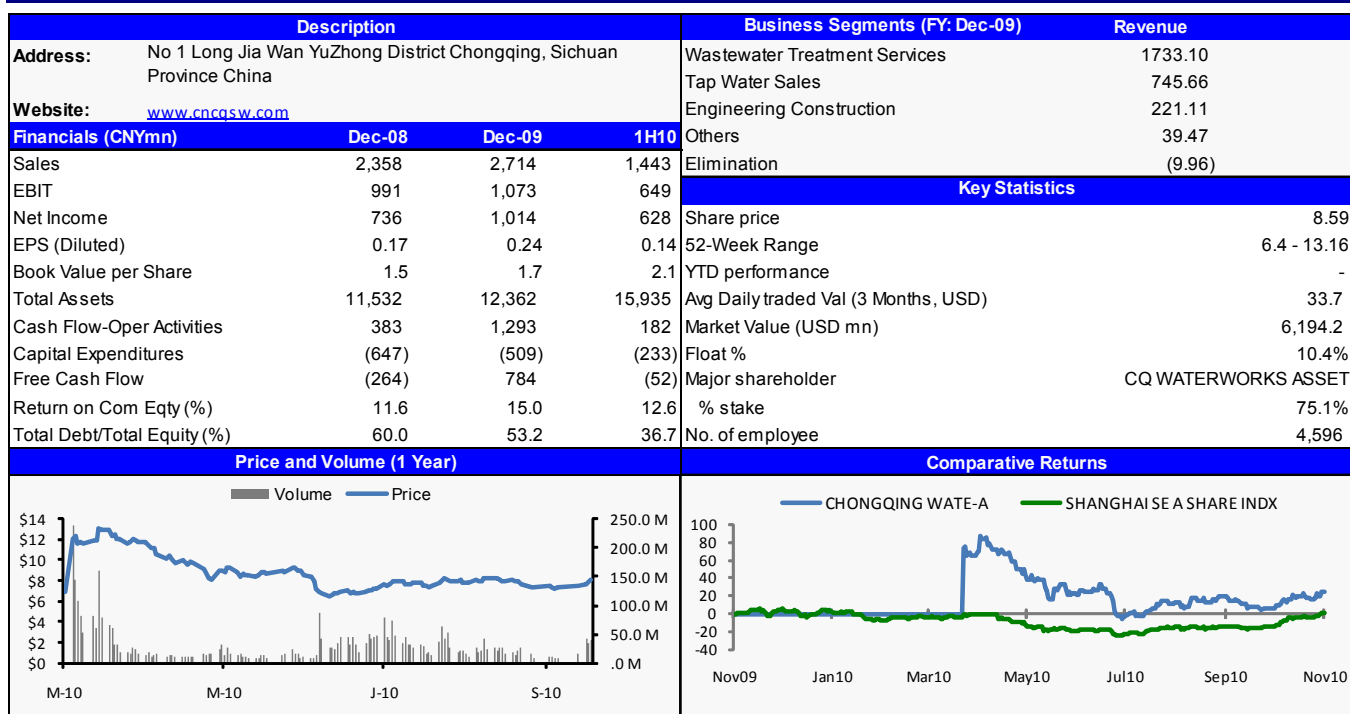 Description
Address: No 1 Long Jia Wan YuZhong District Chongqing, Sichuan
Province China
Website: www.cncqsw.com
Financials (CNYmn) Dec-08 Dec-09 1H10
Sales 2,358 2,714 1,443
EBIT 991 1,073 649
Net Income 736 1,014 628
EPS (Diluted) 0.17 0.24 0.14
Book Value per Share 1.5 1.7 2.1
Total Assets 11,532 12,362 15,935
Cash Flow-Oper Activities 383 1,293 182
Capital Expenditures (647) (509) (233)
Free Cash Flow (264) 784 (52)
Return on Com Eqty (%) 11.6 15.0 12.6
Total Debt/Total Equity (%) 60.0 53.2 36.7
Business Segments (FY: Dec-09) Revenue
Wastewater Treatment Services 1733.10
Tap Water Sales 745.66
Engineering Construction 221.11
Others 39.47
Elimination (9.96)
Key Statistics
Share price 8.59
52-Week Range 6.4 - 13.16
YTD performance -
Avg Daily traded Val (3 Months, USD) 33.7
Market Value (USD mn) 6,194.2
Float % 10.4%
Major shareholder CQ WATERWORKS ASSET
% stake 75.1%
No. of employee 4,596
Price and Volume (1 Year)
Volume Price
$14 250.0 M
$12 200.0 M
$10
$8 150.0 M
$6 100.0 M
$4
$2 50.0 M
$0 .0 M
M-10 M-10 J-10 S-10
Comparative Returns
CHONGQING WATE-A SHANGHAI SE A SHARE INDX
100
80
60
40
20
0
-20
-40
Nov09 Jan10 Mar10 May10 Jul10 Sep10 Nov10